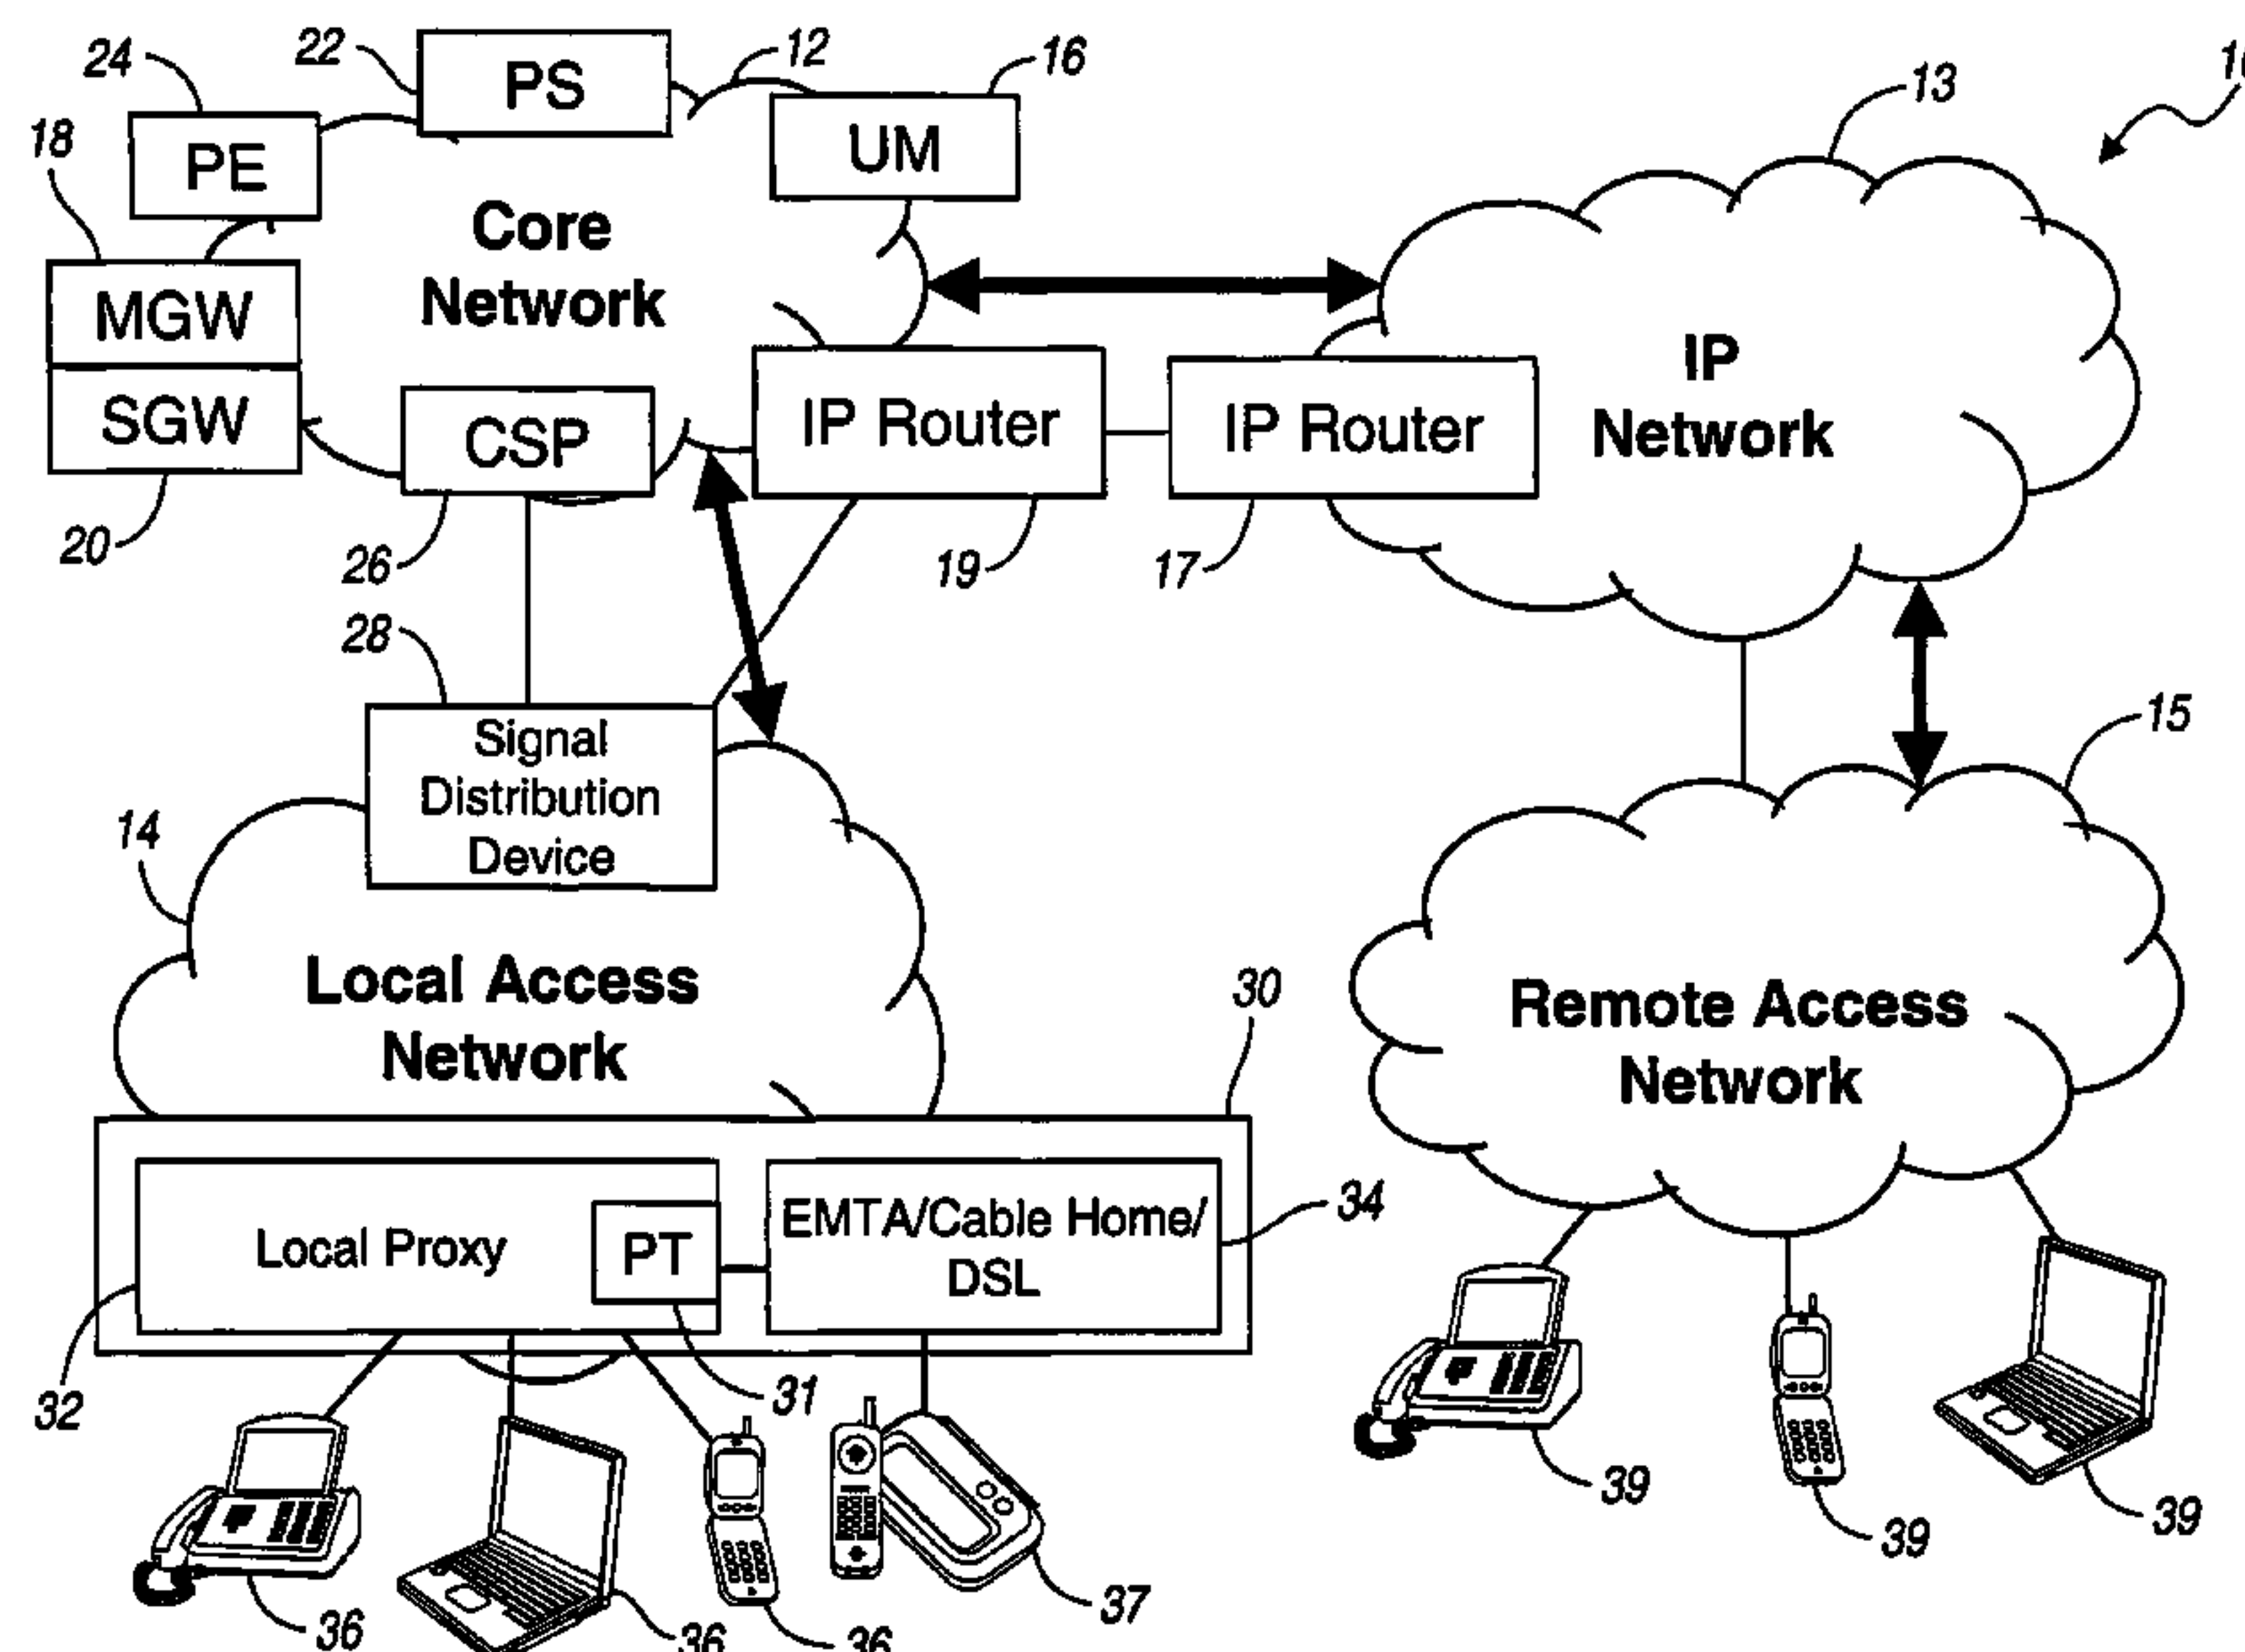 24
22
PS
12
16
13
10
18
PE
UM
Core
Network
MGW
SGW
CSP
IP Router
IP Router
IP
Network
20
26
19
17
28
Signal
Distribution
Device
15
14
Local Access
Network
30
Remote Access
Network
Local Proxy
PT
EMTA/Cable Home/
DSL
34
32
31
39
39
39
37
36
36
36